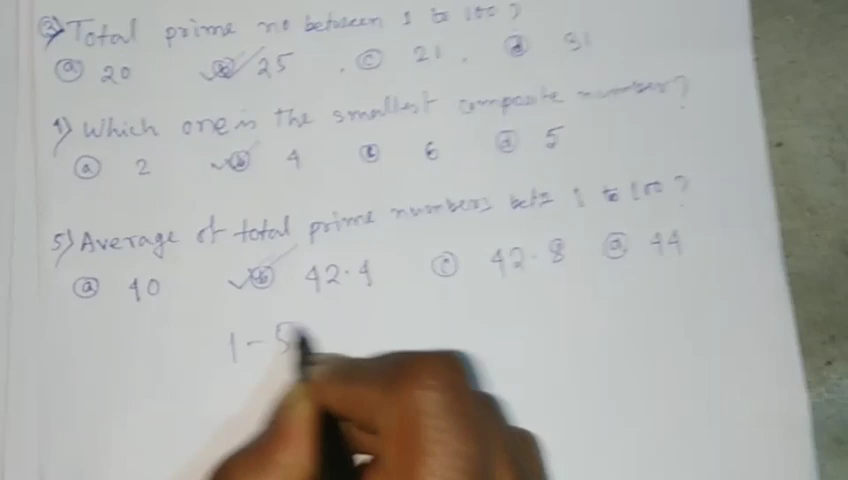 3) Total prime no between 1 to 100?
a 20 b 25 . c 21 . d 31
4) Which one is the smallest composite number?
a 2 b 4 c 6 d 5
5) Average of total prime numbers betn 1 to 100?
a 40 b 42.4 c 42.8 d 44
1 - 5